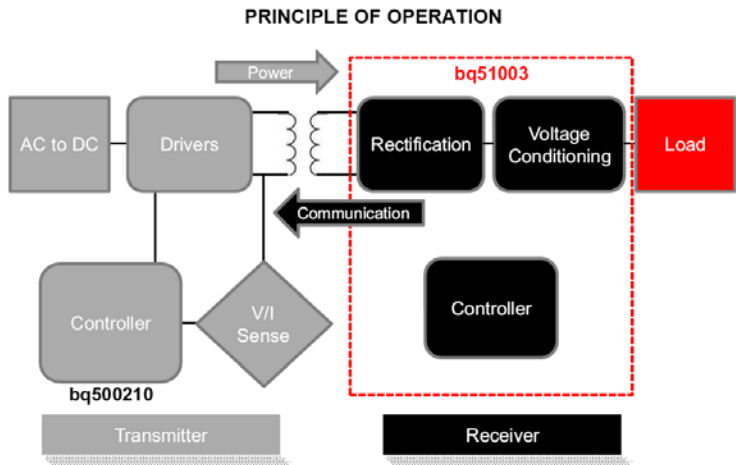 PRINCIPLE OF OPERATION
Power
bq51003
AC to DC
Drivers
Rectification
Voltage
Conditioning
Load
Communication
Controller
V/I
Sense
Controller
bq500210
Transmitter
Receiver